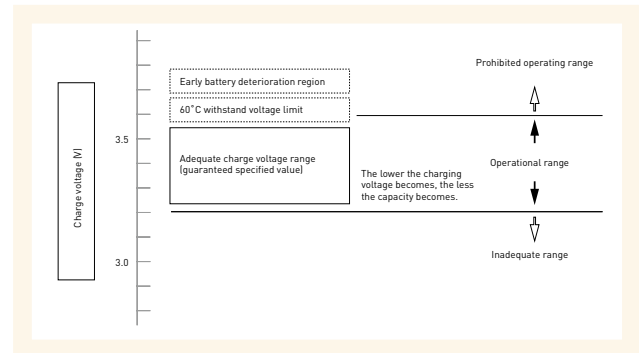 Charge voltage [V]
3.5
3.0
Early battery deterioration region
60˚C withstand voltage limit
Adequate charge voltage range
(guaranteed specified value)
The lower the charging
voltage becomes, the less
the capacity becomes.
Prohibited operating range
Operational range
Inadequate range